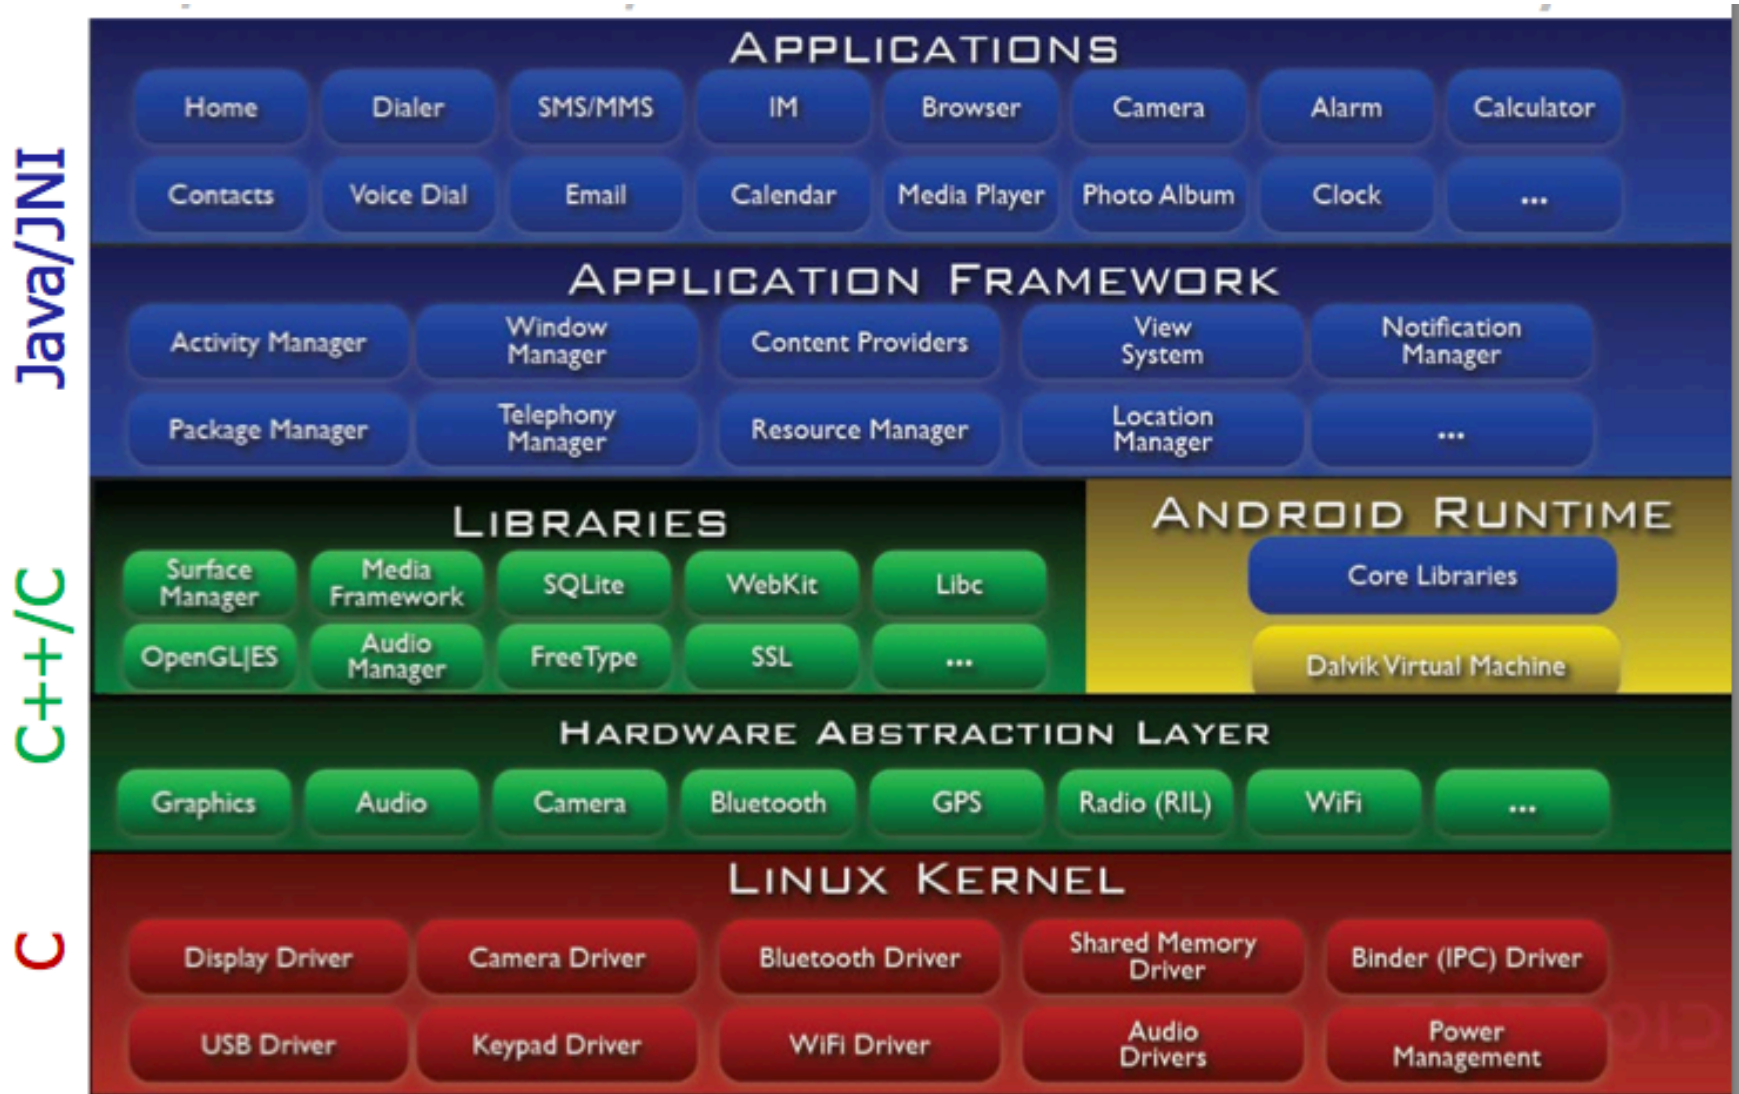 APPLICATIONS
Home
Dialer
SMS/MMS
IM
Browser
Camera
Alarm
Calculator
Contacts
Voice Dial
Email
Calendar
Media Player
Photo Album
Clock
...
Java/JNI
APPLICATION FRAMEWORK
Activity Manager
Window
Manager
Content Providers
View
System
Notification
Manager
Package Manager
Telephony
Manager
Resource Manager
Location
Manager
...
C++/C
LIBRARIES
Surface
Manager
Media
Framework
SQLite
WebKit
Libc
OpenGL|ES
Audio
Manager
FreeType
SSL
...
ANDROID RUNTIME
Core Libraries
Dalvik Virtual Machine
HARDWARE ABSTRACTION LAYER
Graphics
Audio
Camera
Bluetooth
GPS
Radio (RIL)
WiFi
...
C
LINUX KERNEL
Display Driver
Camera Driver
Bluetooth Driver
Shared Memory
Driver
Binder (IPC) Driver
USB Driver
Keypad Driver
WiFi Driver
Audio
Drivers
Power
Management